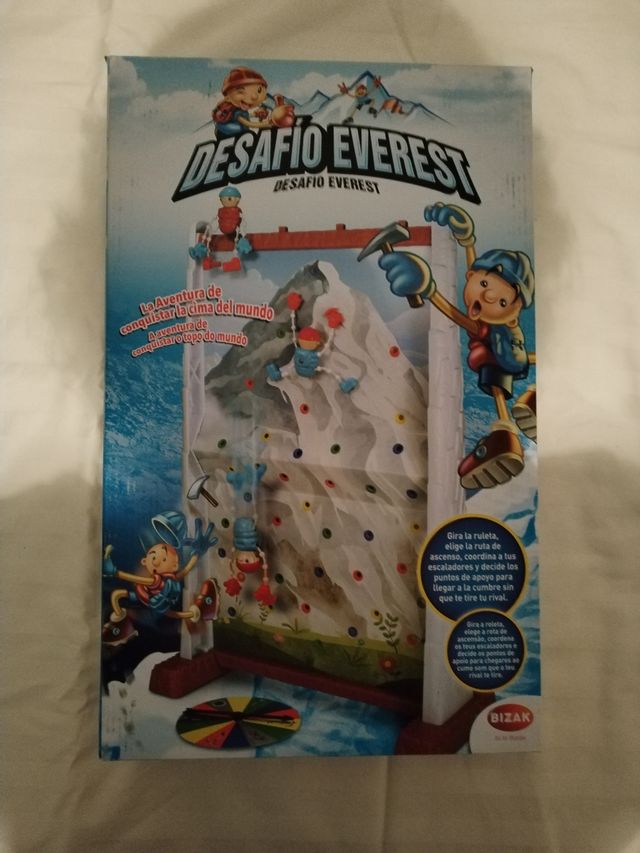 DESAFÍO EVEREST
DESAFIO EVEREST
La Aventura de
conquistar la cima del mundo
A aventura de
conquistar o topo do mundo
Gira la ruleta,
elige la ruta de
ascenso, coordina a tus
escaladores y decide los
puntos de apoyo para
llegar a la cumbre sin
que te tire tu rival.
Gira a roleta,
elege a rota de
ascensão, coordena
os teus escaladores e
decide os pontos de
apoio para chegares ao
cume sem que o teu
rival te tire.
BIZAK